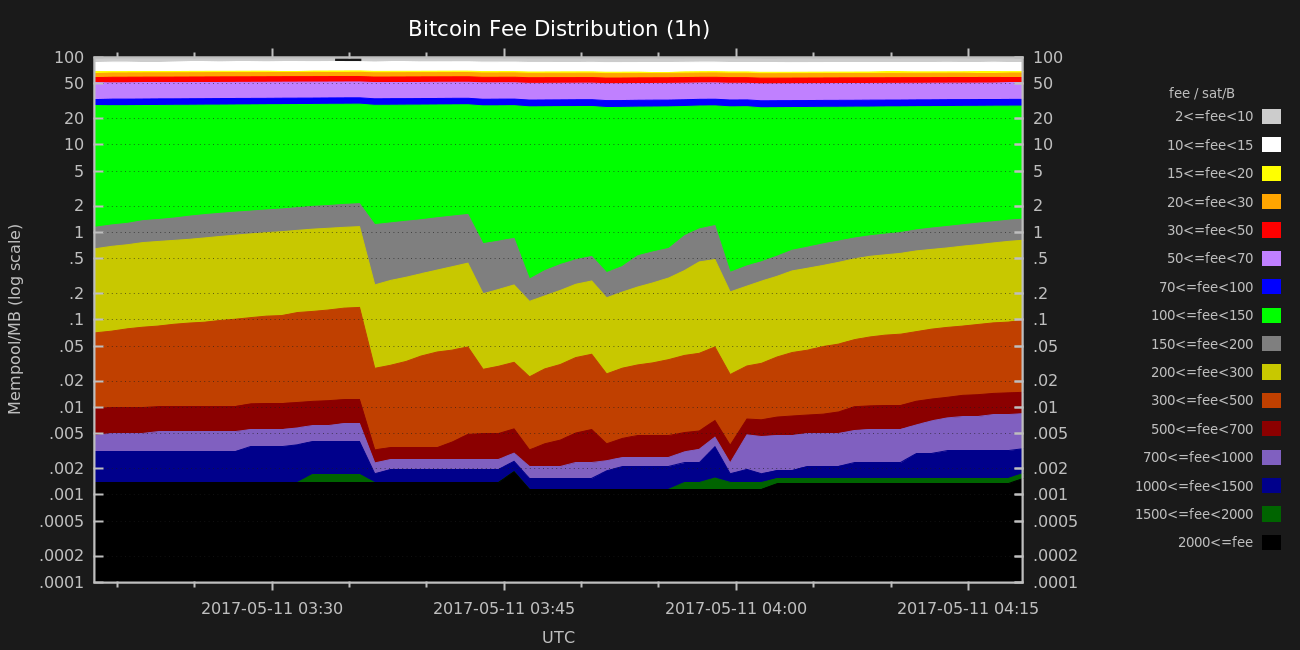 Bitcoin Fee Distribution (1h)
100 100
50 50
20 20
10 10
5 5
2 2
1 1
.5 .5
.2 .2
.1 .1
.05 .05
.02 .02
.01 .01
.005 .005
.002 .002
.001 .001
.0005 .0005
.0002 .0002
.0001 .0001
Mempool/MB (log scale)
2017-05-11 03:30 2017-05-11 03:45 2017-05-11 04:00 2017-05-11 04:15
UTC
fee / sat/B
2<=fee<10
10<=fee<15
15<=fee<20
20<=fee<30
30<=fee<50
50<=fee<70
70<=fee<100
100<=fee<150
150<=fee<200
200<=fee<300
300<=fee<500
500<=fee<700
700<=fee<1000
1000<=fee<1500
1500<=fee<2000
2000<=fee